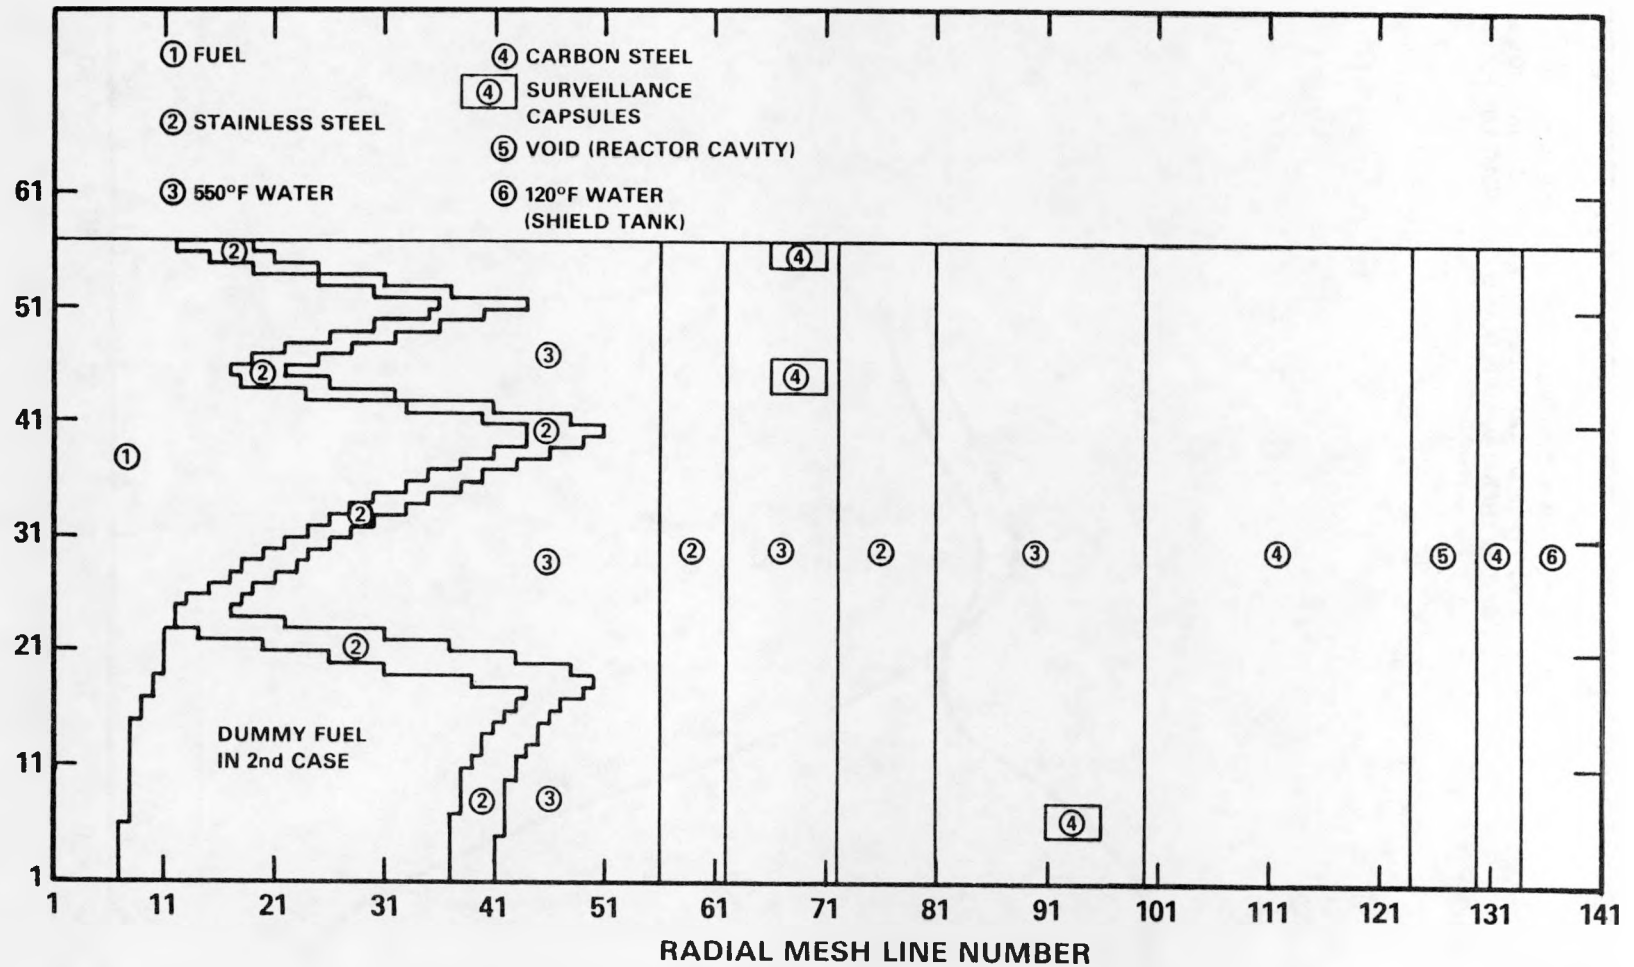 ① FUEL
② STAINLESS STEEL
③ 550°F WATER
④ CARBON STEEL
④ SURVEILLANCE
CAPSULES
⑤ VOID (REACTOR CAVITY)
⑥ 120°F WATER
(SHIELD TANK)
61
51
41
31
21
11
1
②
④
③
②
④
②
①
②
③
②
③
②
③
④
⑤
④
⑥
②
DUMMY FUEL
IN 2nd CASE
②
③
④
1 11 21 31 41 51 61 71 81 91 101 111 121 131 141
RADIAL MESH LINE NUMBER